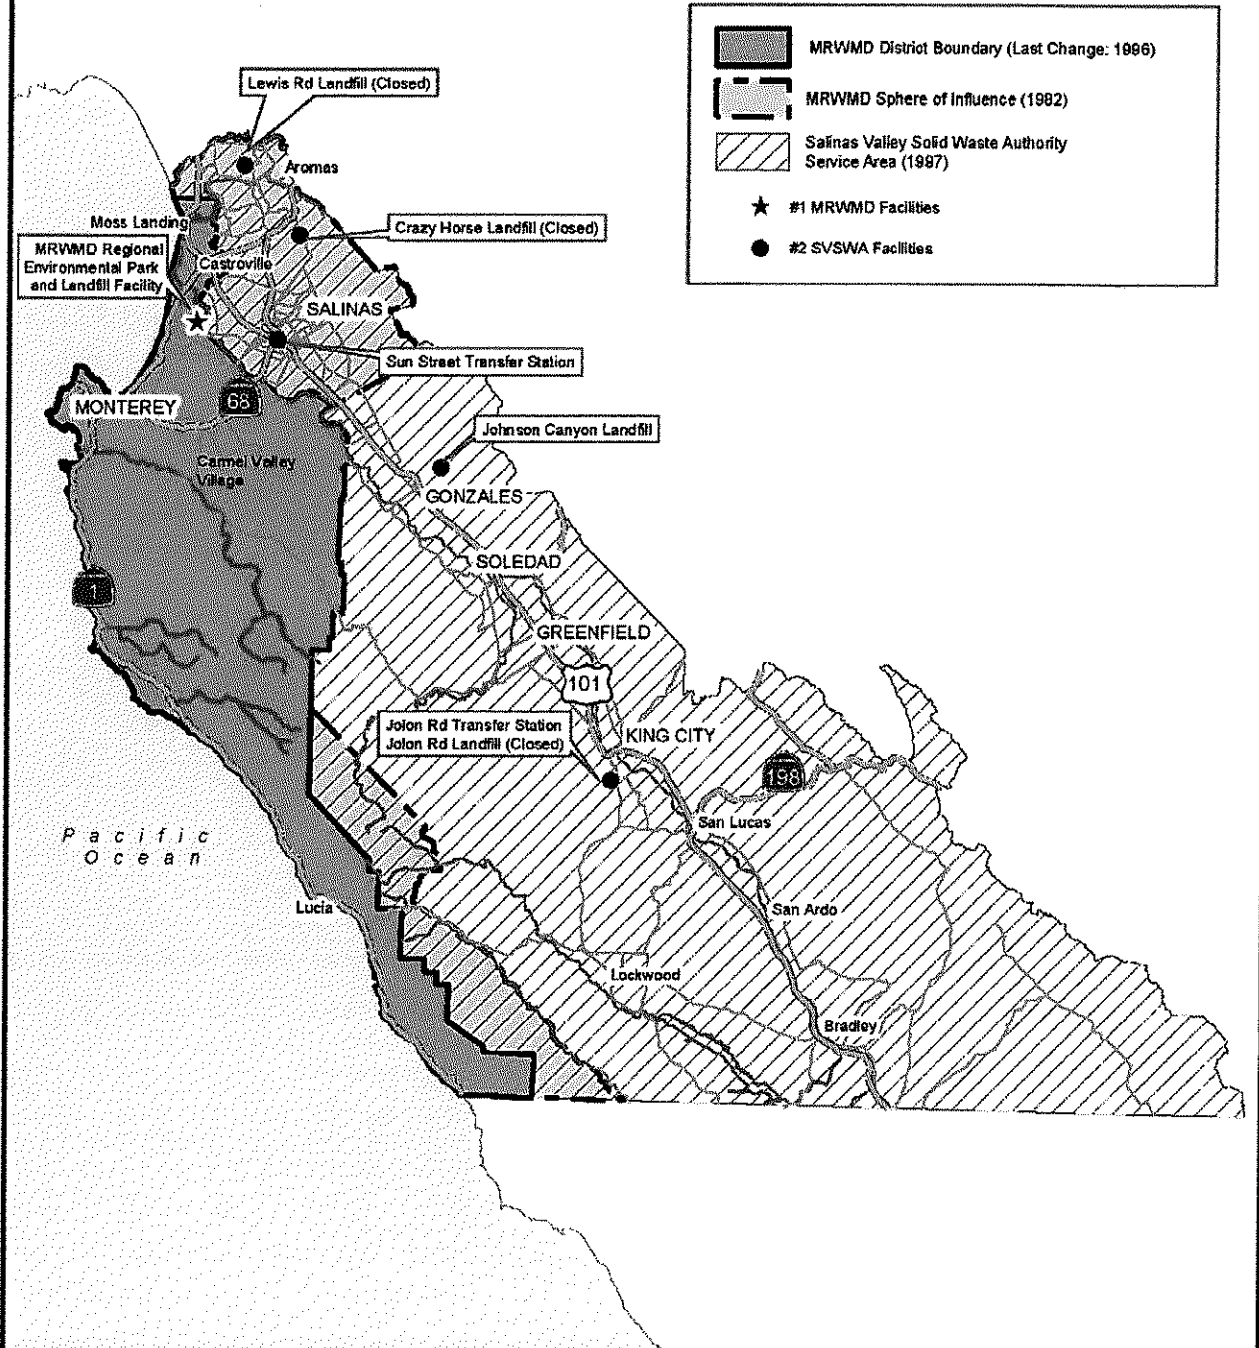 MRWMD District Boundary (Last Change: 1996)
MRWMD Sphere of Influence (1982)
Salinas Valley Solid Waste Authority
Service Area (1997)
#1 MRWMD Facilities
#2 SVSWA Facilities
Lewis Rd Landfill (Closed)
Aromas
Moss Landing
Crazy Horse Landfill (Closed)
MRWMD Regional
Environmental Park
and Landfill Facility
Castroville
SALINAS
Sun Street Transfer Station
MONTEREY
68
Johnson Canyon Landfill
Carmel Valley
Village
GONZALES
SOLEDAD
1
GREENFIELD
101
Jolon Rd Transfer Station
Jolon Rd Landfill (Closed)
KING CITY
198
San Lucas
Pacific
Ocean
Lucia
San Ardo
Lockwood
Bradley